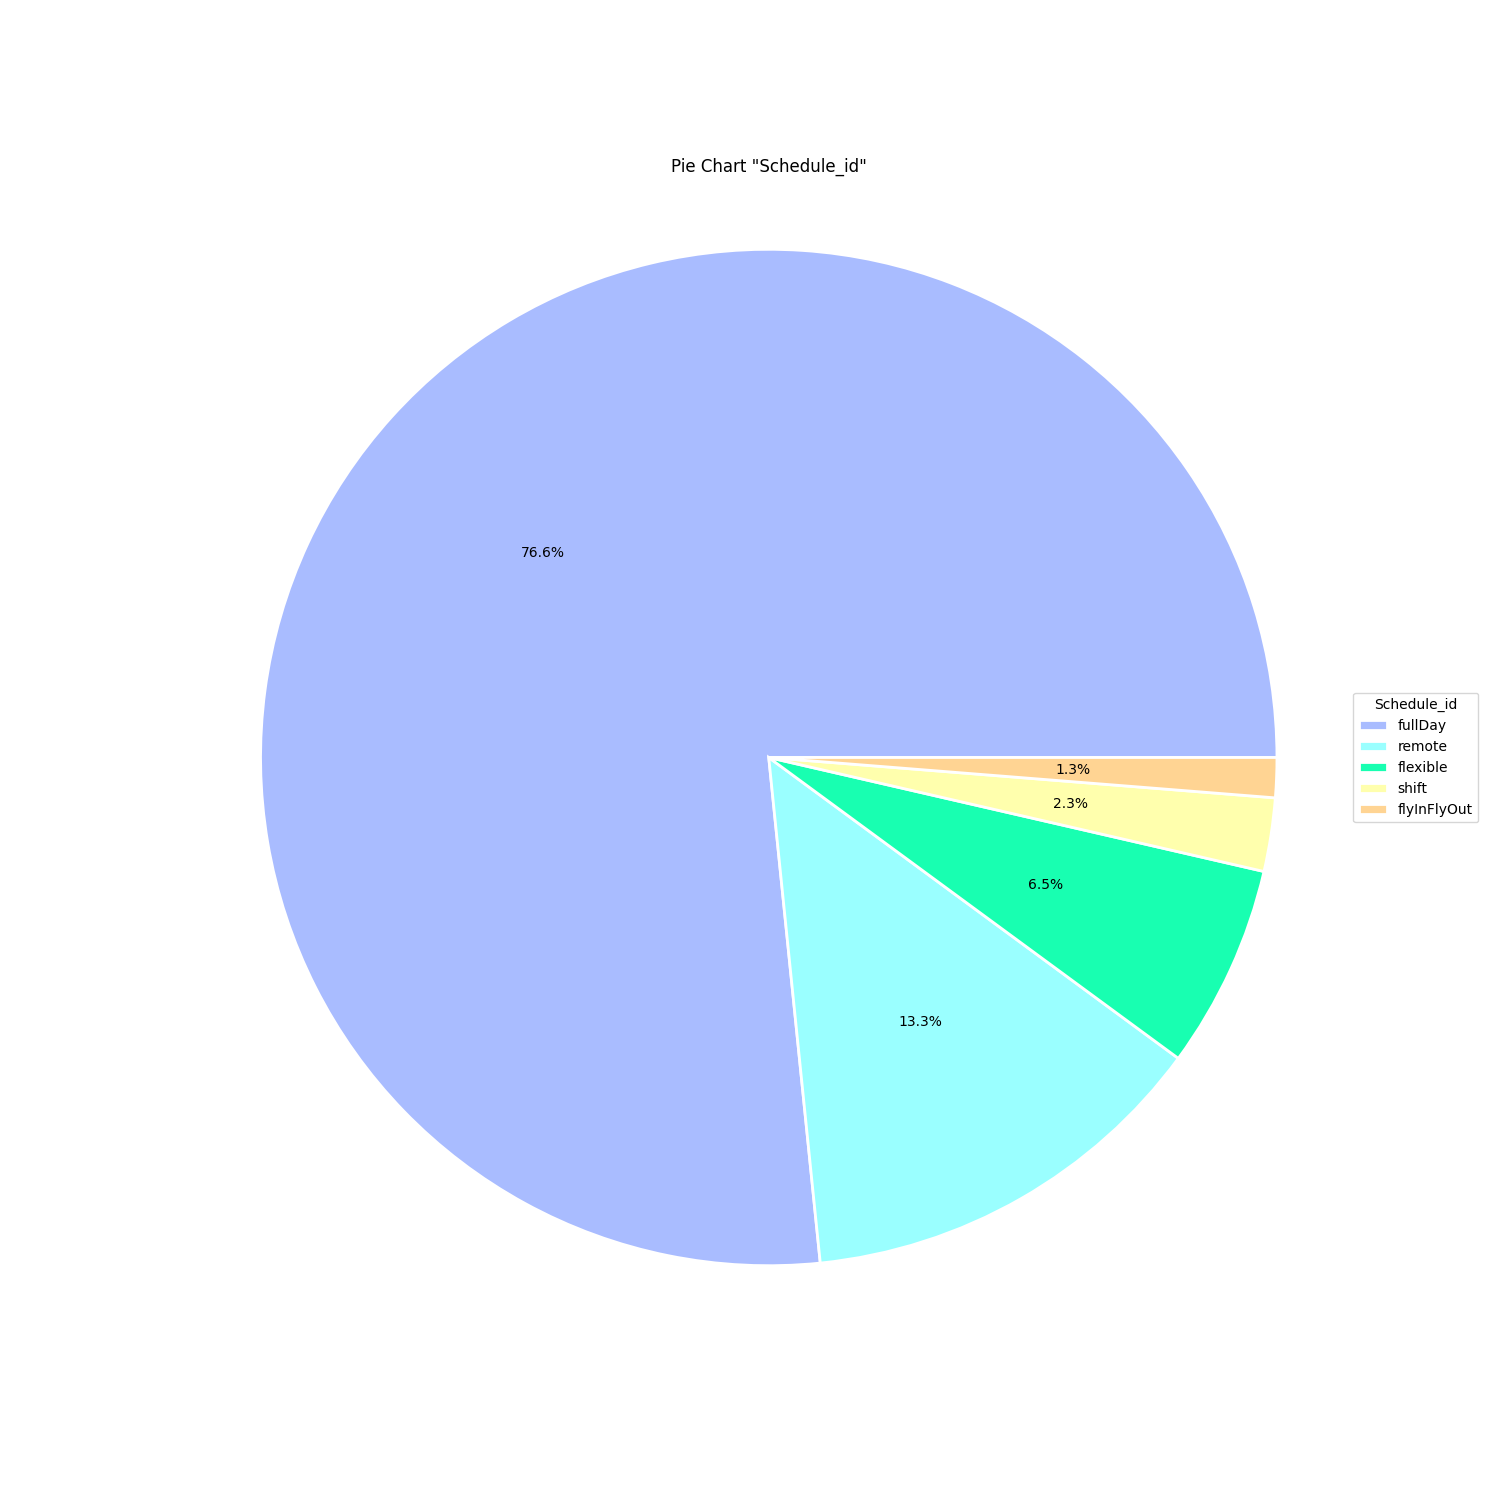 Pie Chart "Schedule_id"
76.6%
Schedule_id
fullDay
remote
flexible
shift
flyInFlyOut
1.3%
2.3%
6.5%
13.3%